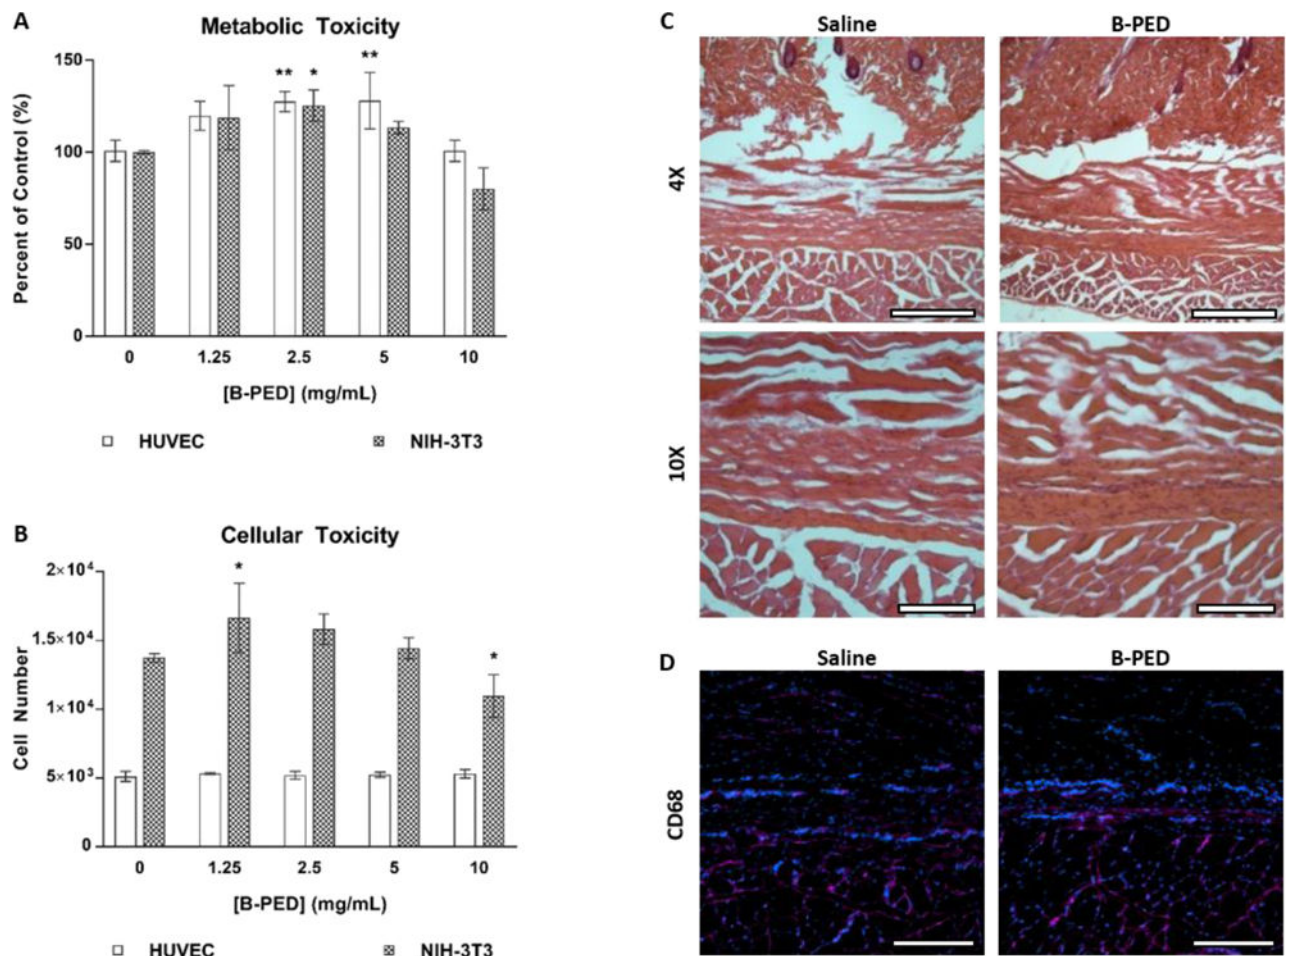 A
Metabolic Toxicity
150
100
50
0
Percent of Control (%)
** * **
0 1.25 2.5 5 10
[B-PED] (mg/mL)
HUVEC NIH-3T3
B
Cellular Toxicity
2×10⁴
1.5×10⁴
1×10⁴
5×10³
0
Cell Number
* *
0 1.25 2.5 5 10
[B-PED] (mg/mL)
HUVEC NIH-3T3
C
Saline B-PED
4X
10X
D
Saline B-PED
CD68